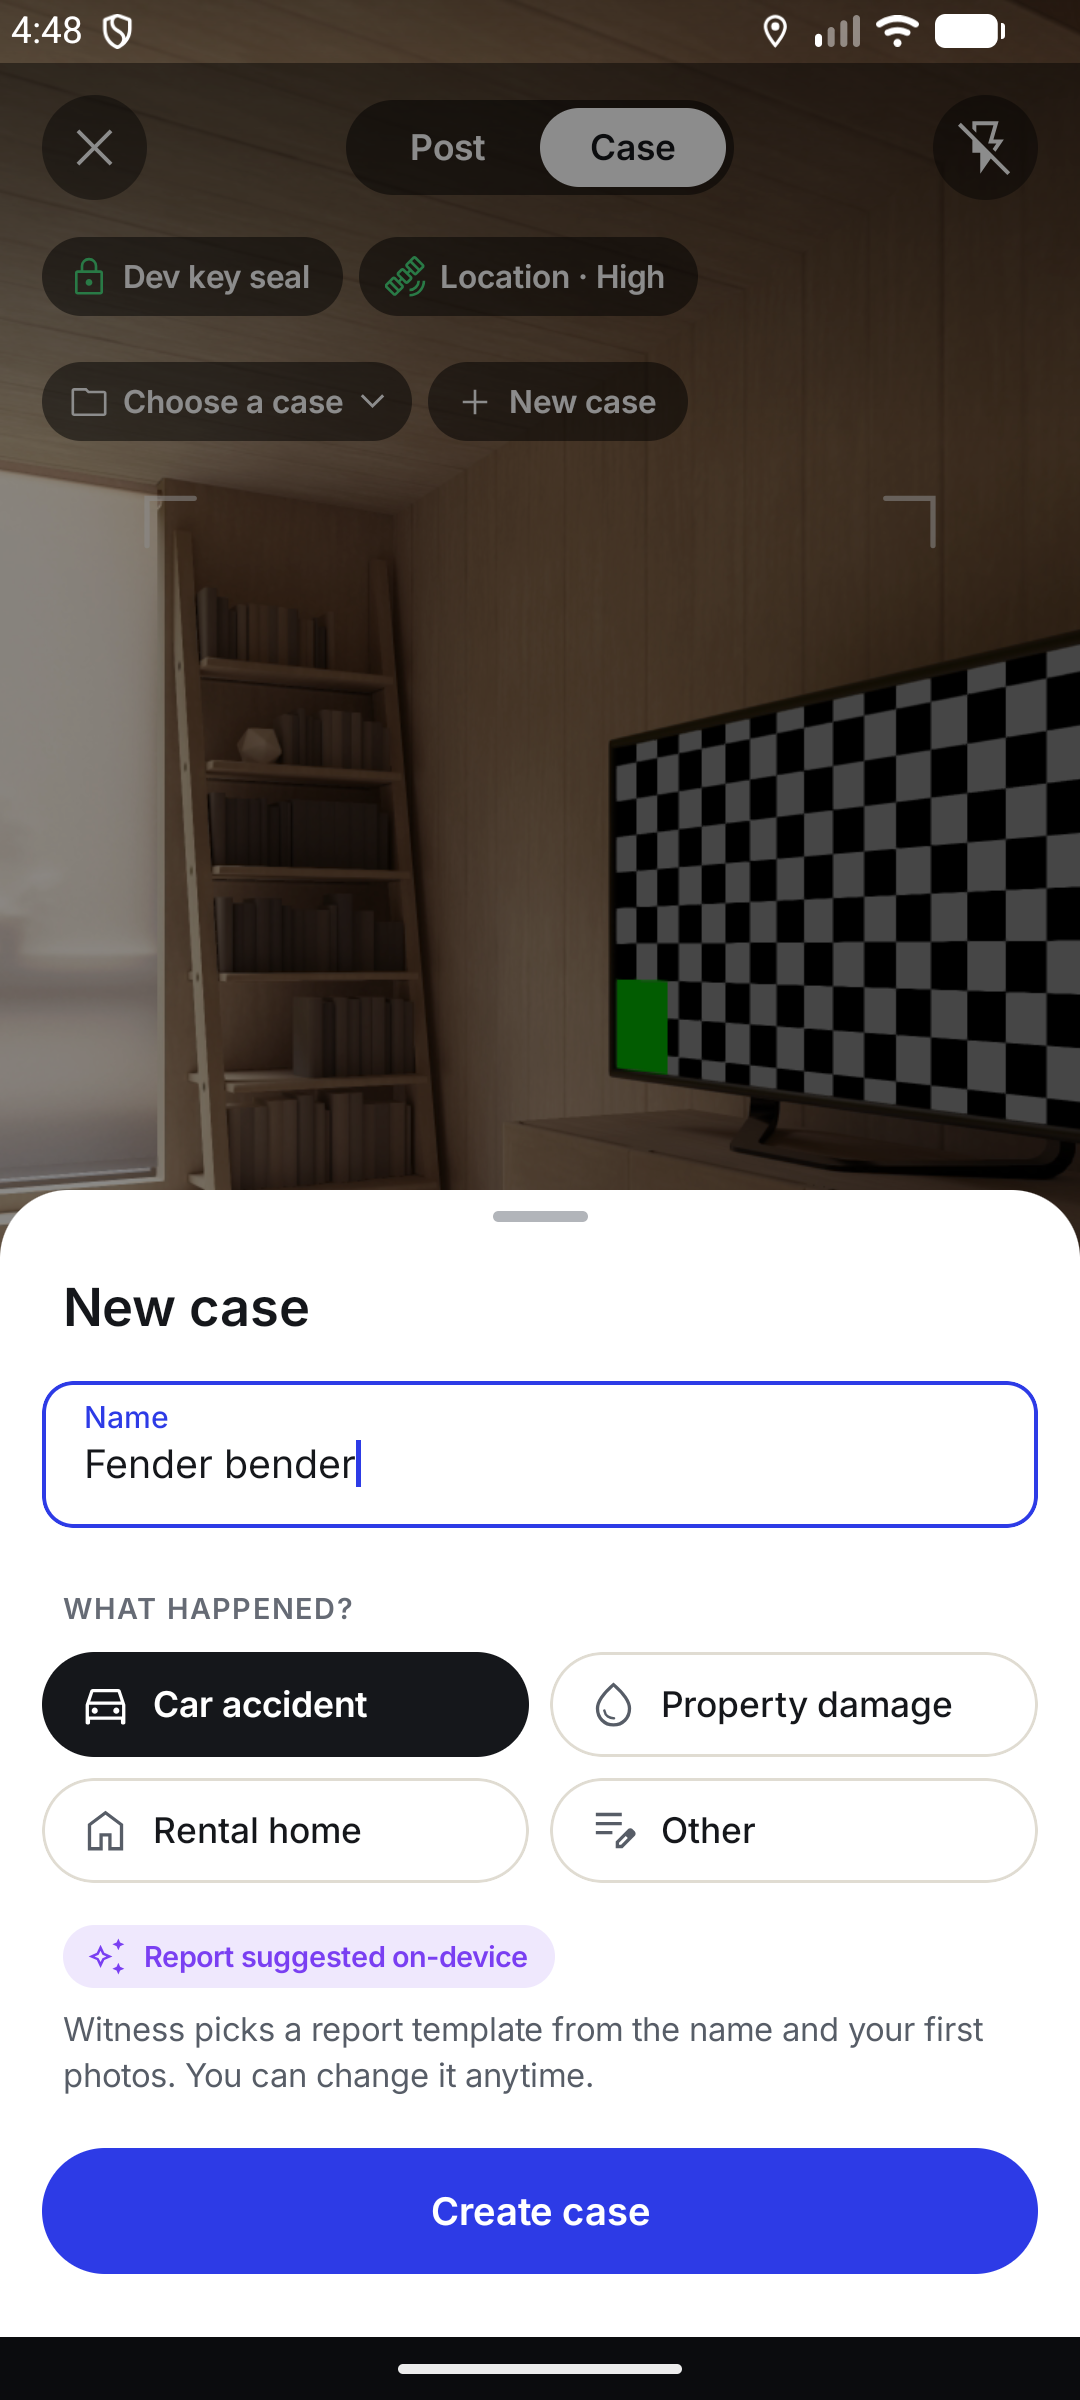 4:48
Post
Case
Dev key seal
Location · High
Choose a case
New case
New case
Name
Fender bender
WHAT HAPPENED?
Car accident
Property damage
Rental home
Other
Report suggested on-device
Witness picks a report template from the name and your first
photos. You can change it anytime.
Create case